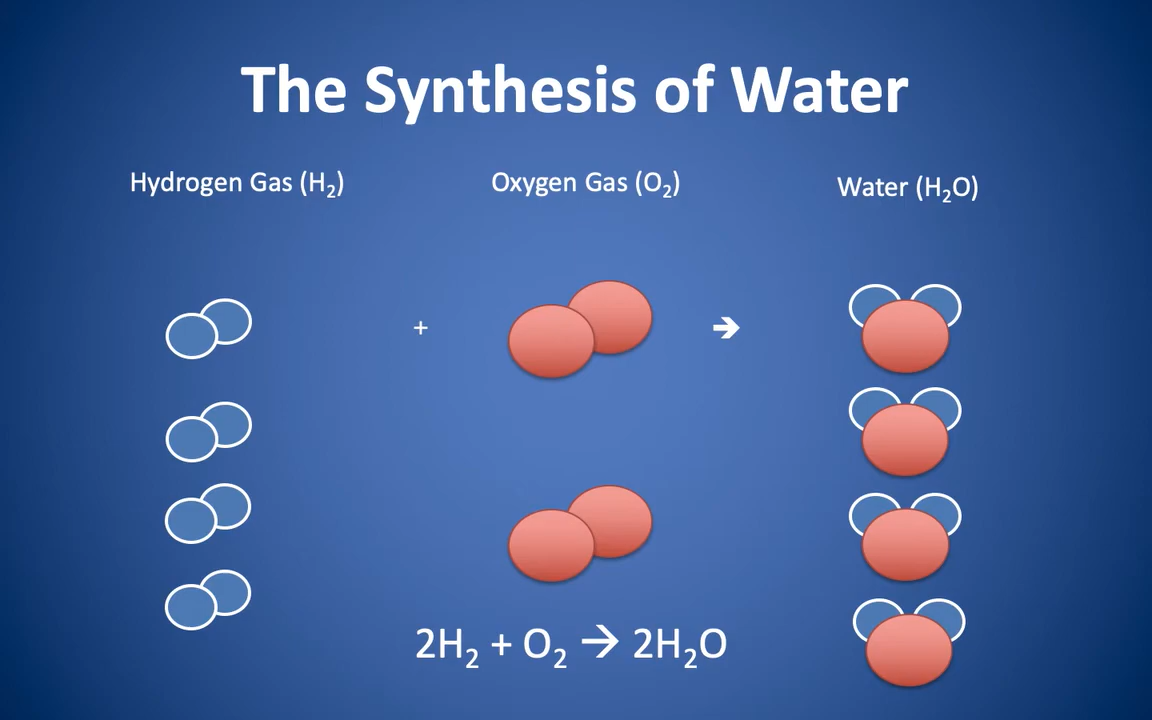 The Synthesis of Water
Hydrogen Gas (H₂)
Oxygen Gas (O₂)
Water (H₂O)
+
➔
2H₂ + O₂ → 2H₂O